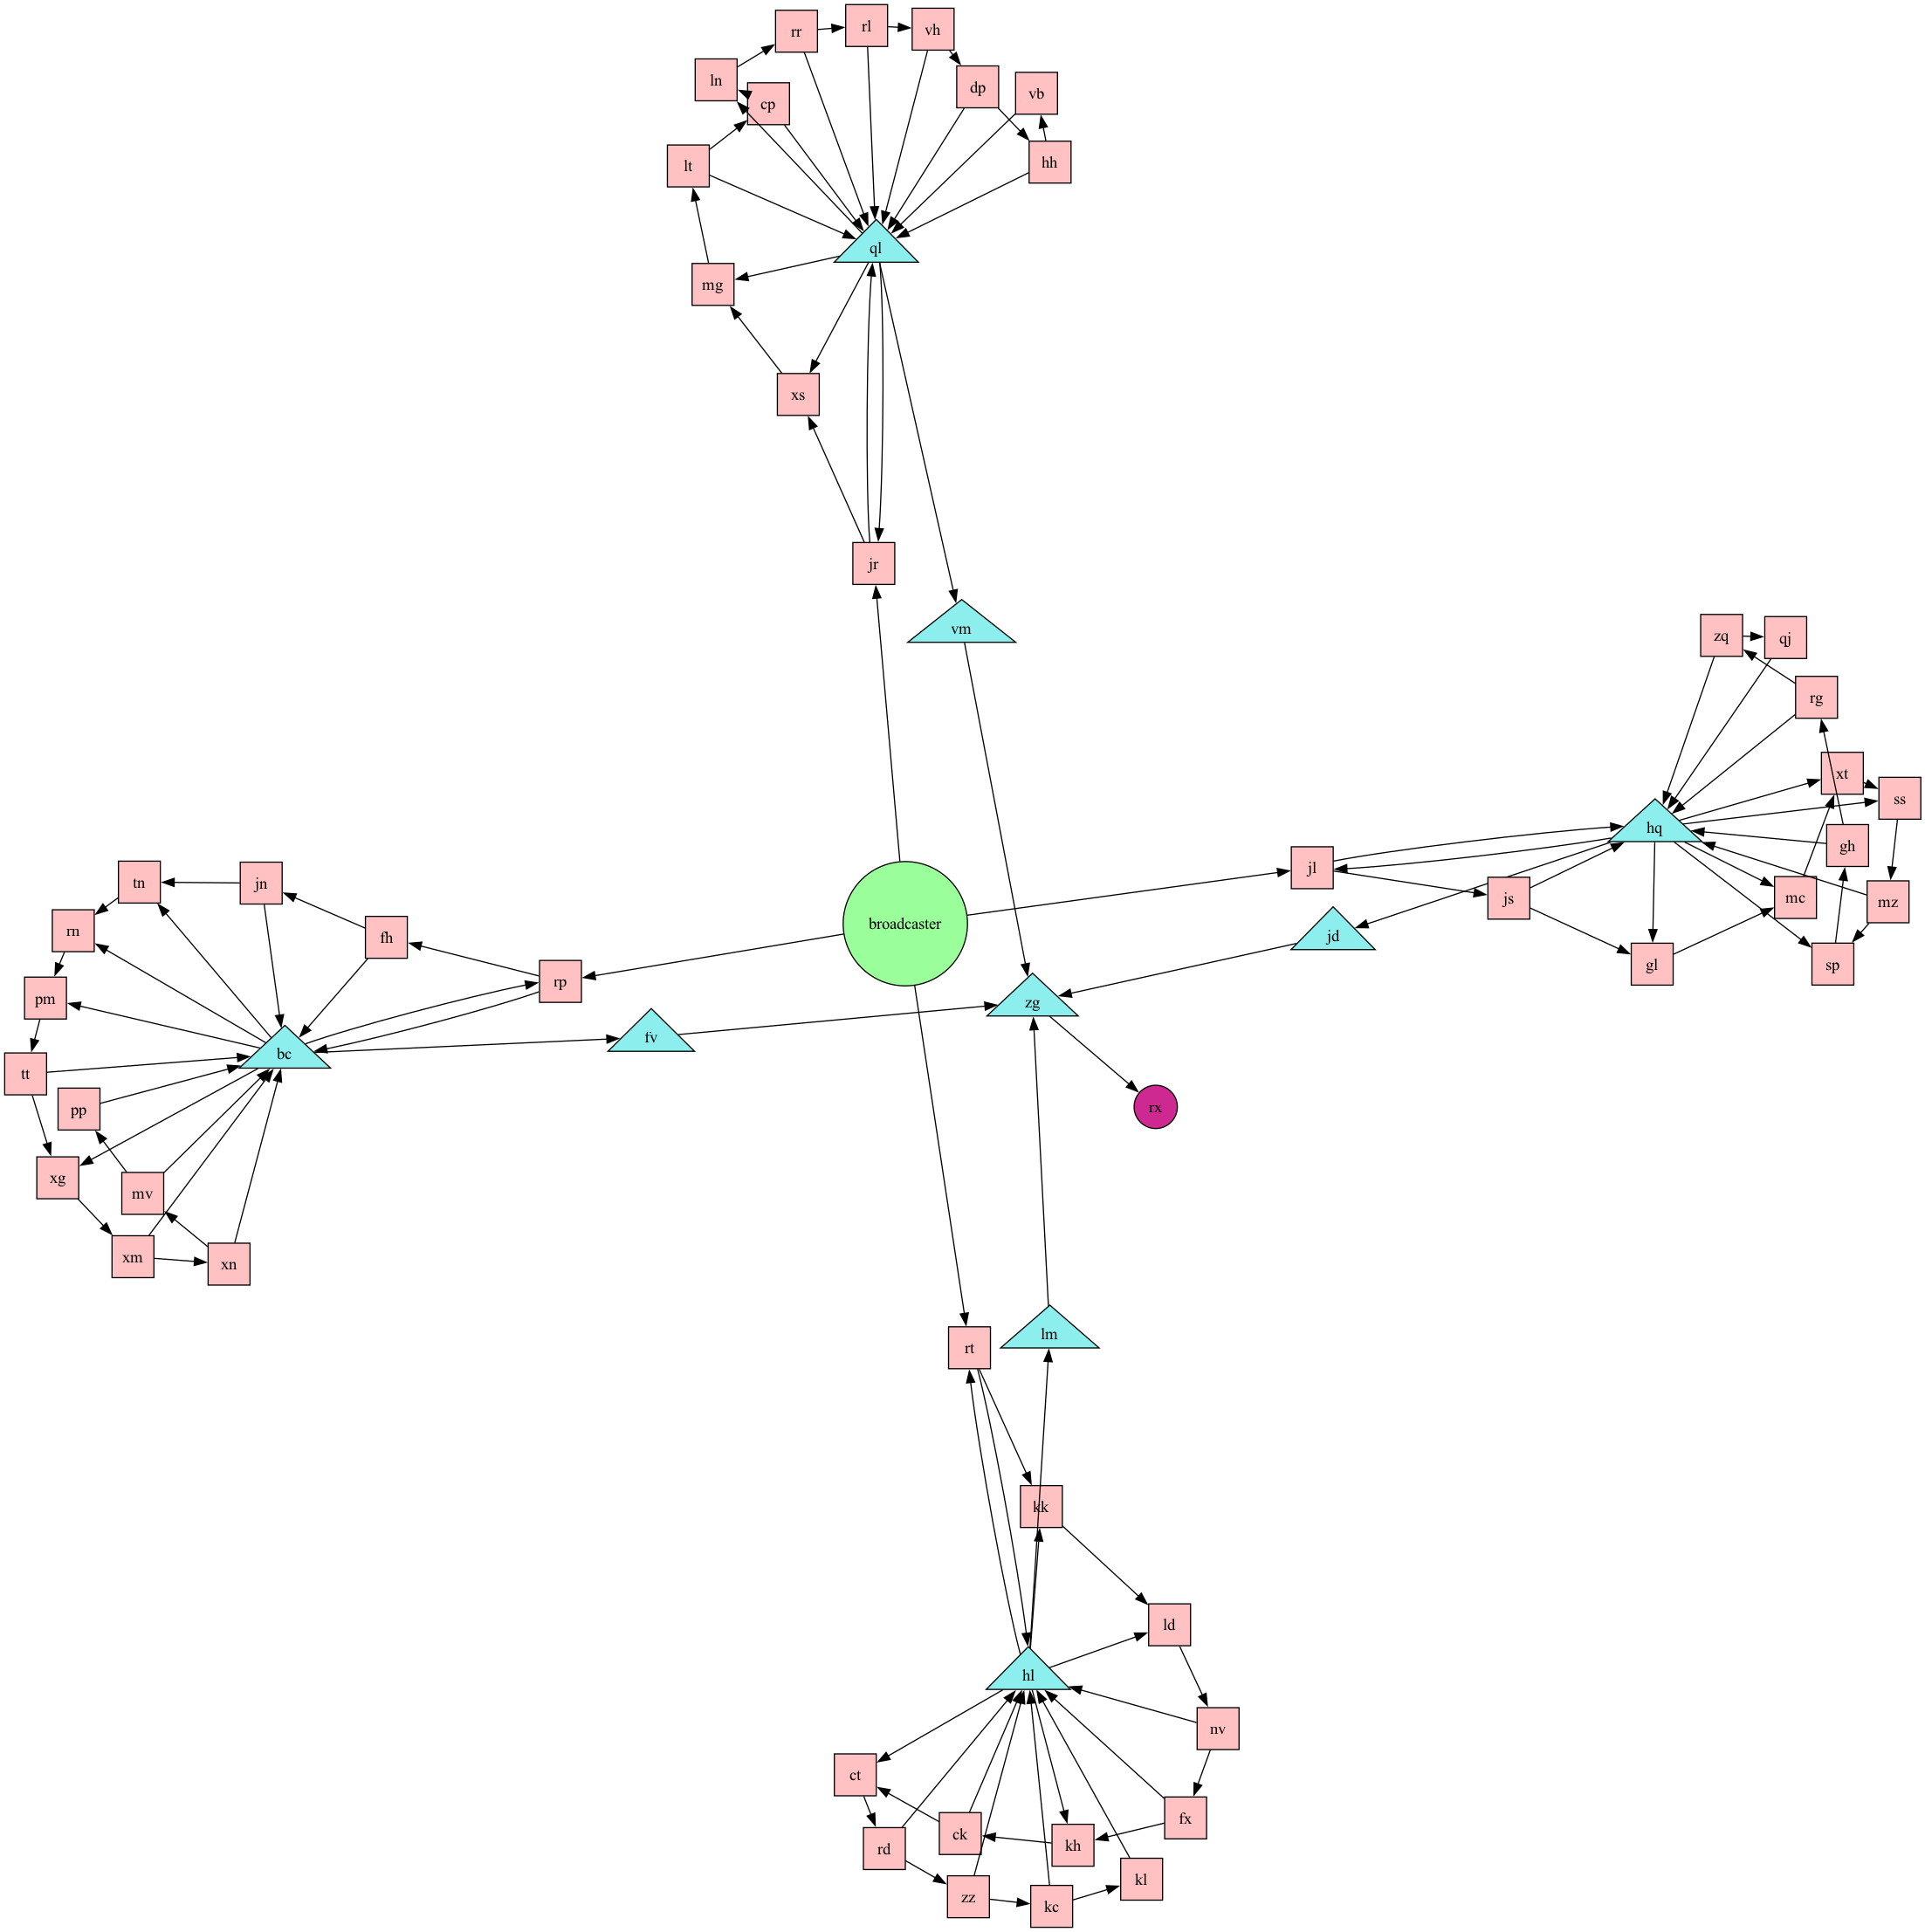 rl
vh
rr
ln
dp
vb
cp
hh
lt
ql
mg
xs
jr
vm
zq
qj
rg
xt
ss
hq
gh
jl
tn
jn
js
mc
mz
broadcaster
rn
fh
jd
gl
sp
rp
pm
zg
fv
bc
tt
rx
pp
xg
mv
xm
xn
lm
rt
kk
ld
hl
nv
ct
fx
ck
kh
rd
kl
zz
kc